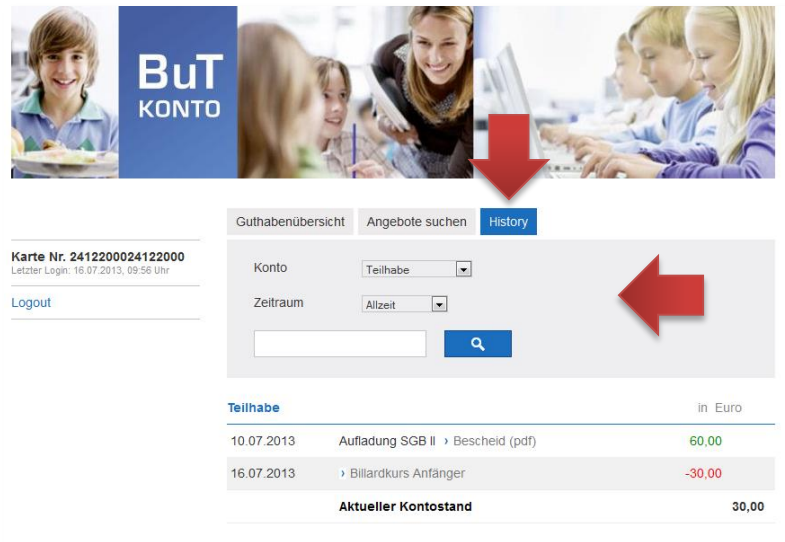 BuT
KONTO
Guthabenübersicht Angebote suchen History
Karte Nr. 2412200024122000
Letzter Login: 16.07.2013, 09:56 Uhr
Logout
Konto Teilhabe
Zeitraum Allzeit
Teilhabe in Euro
10.07.2013 Aufladung SGB II › Bescheid (pdf) 60,00
16.07.2013 › Billardkurs Anfänger -30,00
Aktueller Kontostand 30,00